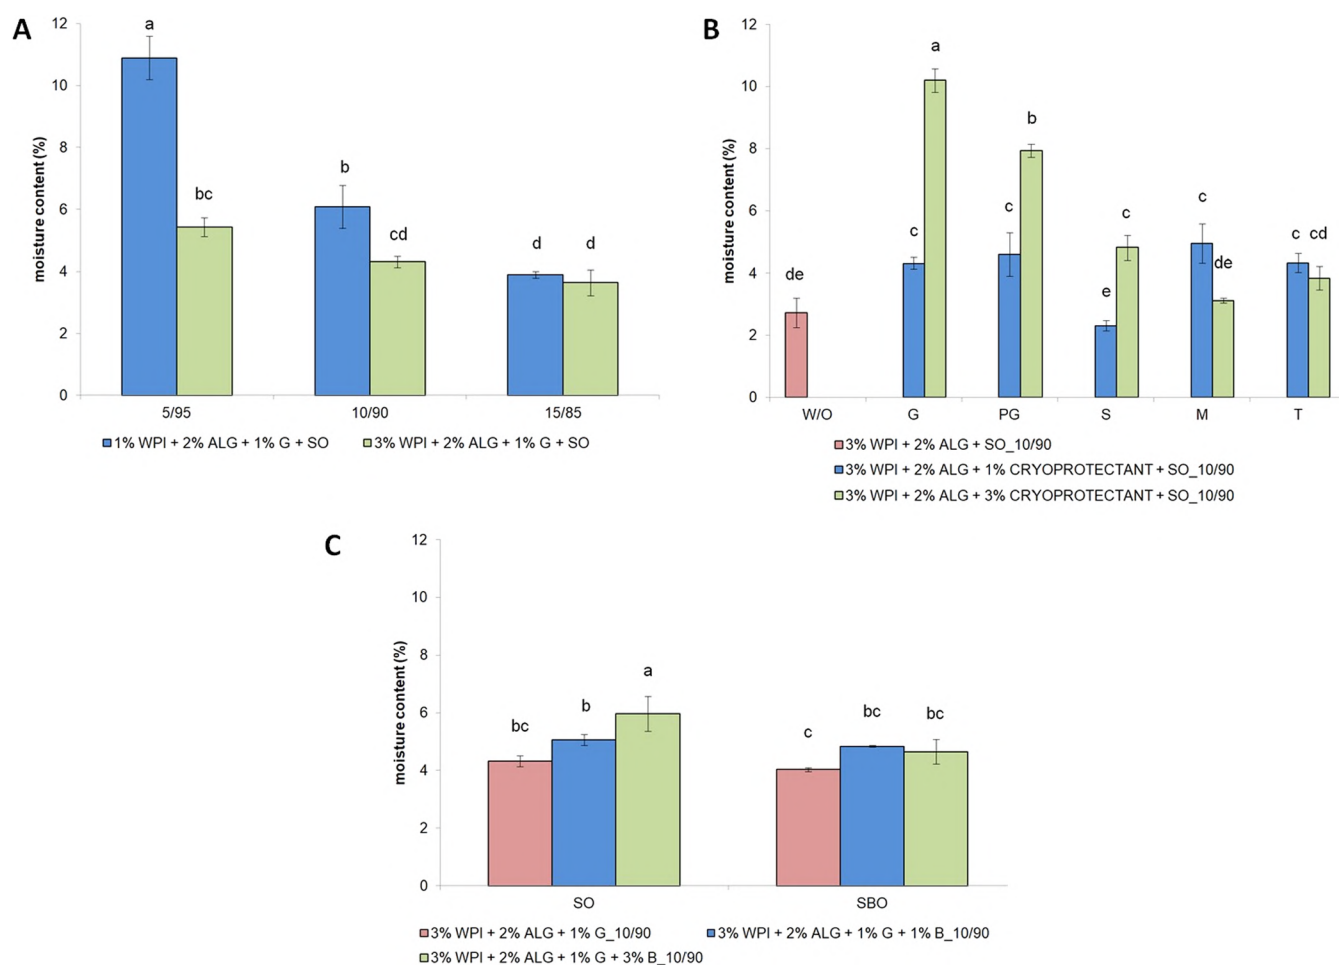 A
moisture content (%)
12
10
8
6
4
2
0
a
bc
b
cd
d
d
5/95
10/90
15/85
1% WPI + 2% ALG + 1% G + SO
3% WPI + 2% ALG + 1% G + SO
B
moisture content (%)
12
10
8
6
4
2
0
de
c
a
c
b
e
c
c
de
c
cd
W/O
G
PG
S
M
T
3% WPI + 2% ALG + SO_10/90
3% WPI + 2% ALG + 1% CRYOPROTECTANT + SO_10/90
3% WPI + 2% ALG + 3% CRYOPROTECTANT + SO_10/90
C
moisture content (%)
12
10
8
6
4
2
0
bc
b
a
c
bc
bc
SO
SBO
3% WPI + 2% ALG + 1% G_10/90
3% WPI + 2% ALG + 1% G + 1% B_10/90
3% WPI + 2% ALG + 1% G + 3% B_10/90